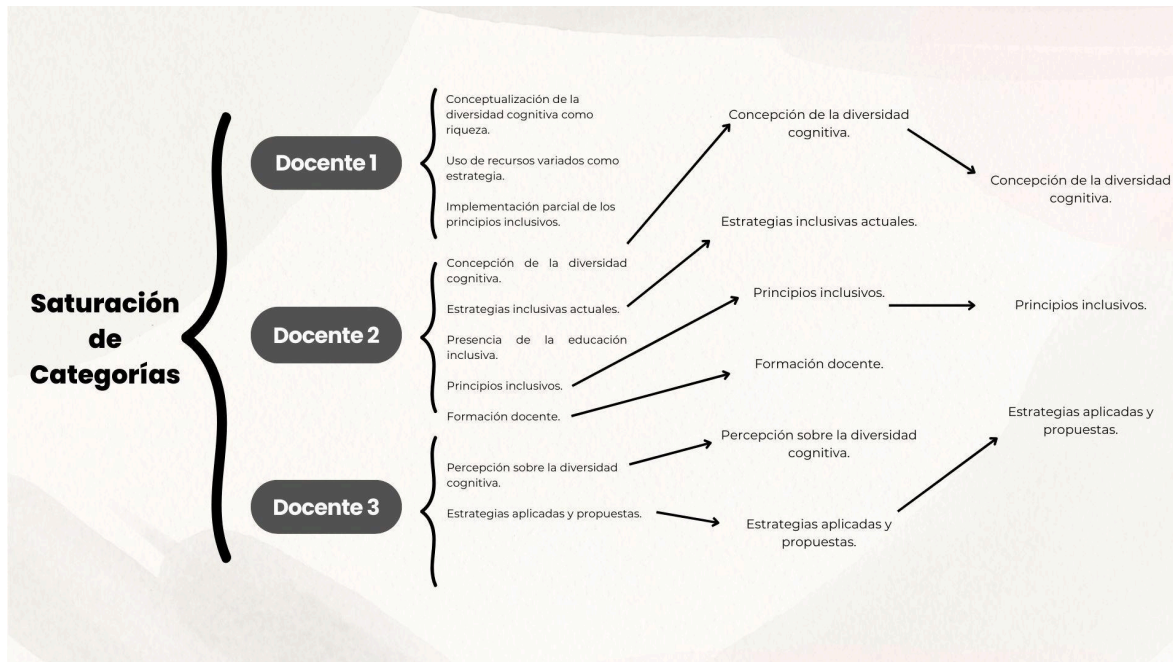 Saturación
de
Categorías
Docente 1
Conceptualización de la
diversidad cognitiva como
riqueza.
Uso de recursos variados como
estrategia.
Implementación parcial de los
principios inclusivos.
Docente 2
Concepción de la diversidad
cognitiva.
Estrategias inclusivas actuales.
Presencia de la educación
inclusiva.
Principios inclusivos.
Formación docente.
Docente 3
Percepción sobre la diversidad
cognitiva.
Estrategias aplicadas y propuestas.
Concepción de la diversidad
cognitiva.
Estrategias inclusivas actuales.
Principios inclusivos.
Formación docente.
Percepción sobre la diversidad
cognitiva.
Estrategias aplicadas y
propuestas.
Concepción de la diversidad
cognitiva.
Principios inclusivos.
Estrategias aplicadas y
propuestas.